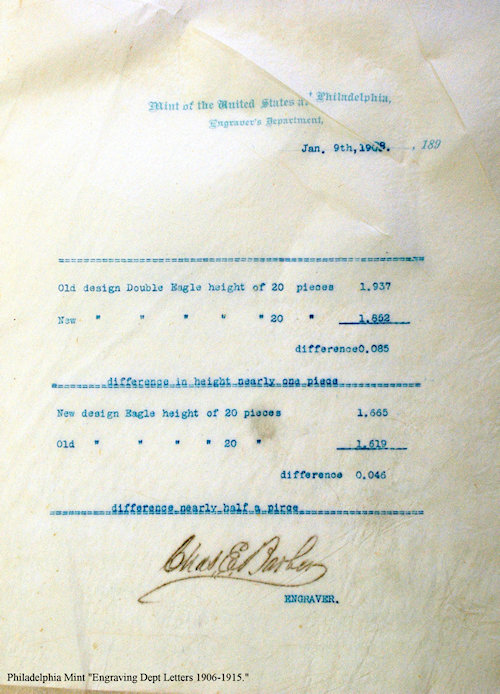 Mint of the United States at Philadelphia,
Engraver's Department,
Jan. 9th, 1908. , 189
Old design Double Eagle height of 20 pieces 1.937
New " " " " " 20 " 1.852
difference 0.085
difference in height nearly one piece
New design Eagle height of 20 pieces 1.665
Old " " " " 20 " 1.619
difference 0.046
difference nearly half a pirce
Chas E. Barber
ENGRAVER.
Philadelphia Mint "Engraving Dept Letters 1906-1915."